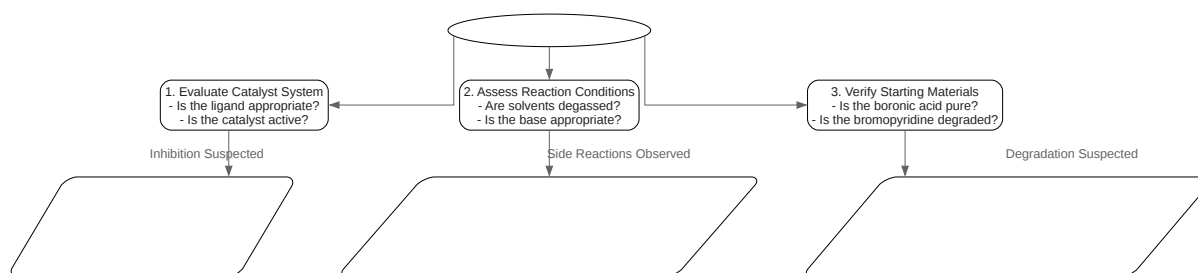 1. Evaluate Catalyst System
- Is the ligand appropriate?
- Is the catalyst active?
2. Assess Reaction Conditions
- Are solvents degassed?
- Is the base appropriate?
3. Verify Starting Materials
- Is the boronic acid pure?
- Is the bromopyridine degraded?
Inhibition Suspected
Side Reactions Observed
Degradation Suspected